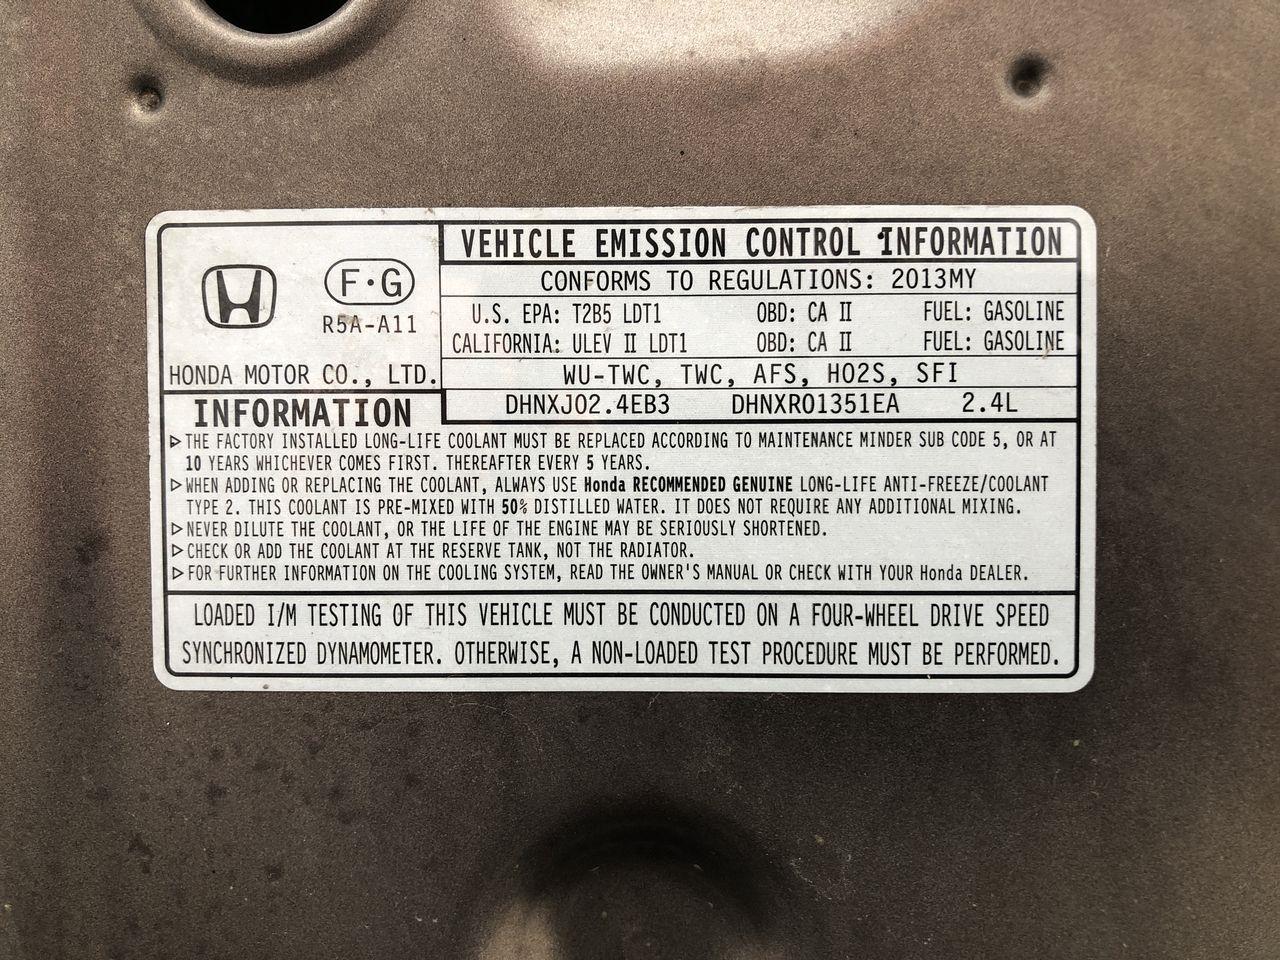 F·G
R5A-A11
HONDA MOTOR CO., LTD.
VEHICLE EMISSION CONTROL INFORMATION
CONFORMS TO REGULATIONS: 2013MY
U.S. EPA: T2B5 LDT1 OBD: CA II FUEL: GASOLINE
CALIFORNIA: ULEV II LDT1 OBD: CA II FUEL: GASOLINE
WU-TWC, TWC, AFS, HO2S, SFI
DHNXJ02.4EB3 DHNXR01351EA 2.4L
INFORMATION
▷THE FACTORY INSTALLED LONG-LIFE COOLANT MUST BE REPLACED ACCORDING TO MAINTENANCE MINDER SUB CODE 5, OR AT
10 YEARS WHICHEVER COMES FIRST. THEREAFTER EVERY 5 YEARS.
▷WHEN ADDING OR REPLACING THE COOLANT, ALWAYS USE Honda RECOMMENDED GENUINE LONG-LIFE ANTI-FREEZE/COOLANT
TYPE 2. THIS COOLANT IS PRE-MIXED WITH 50% DISTILLED WATER. IT DOES NOT REQUIRE ANY ADDITIONAL MIXING.
▷NEVER DILUTE THE COOLANT, OR THE LIFE OF THE ENGINE MAY BE SERIOUSLY SHORTENED.
▷CHECK OR ADD THE COOLANT AT THE RESERVE TANK, NOT THE RADIATOR.
▷FOR FURTHER INFORMATION ON THE COOLING SYSTEM, READ THE OWNER'S MANUAL OR CHECK WITH YOUR Honda DEALER.
LOADED I/M TESTING OF THIS VEHICLE MUST BE CONDUCTED ON A FOUR-WHEEL DRIVE SPEED
SYNCHRONIZED DYNAMOMETER. OTHERWISE, A NON-LOADED TEST PROCEDURE MUST BE PERFORMED.